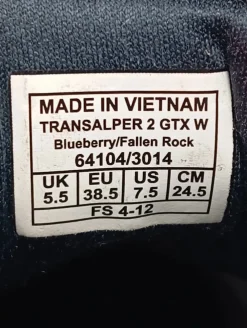 MADE IN VIETNAM
TRANSALPER 2 GTX W
Blueberry/Fallen Rock
64104/3014
UK EU US CM
5.5 38.5 7.5 24.5
FS 4-12